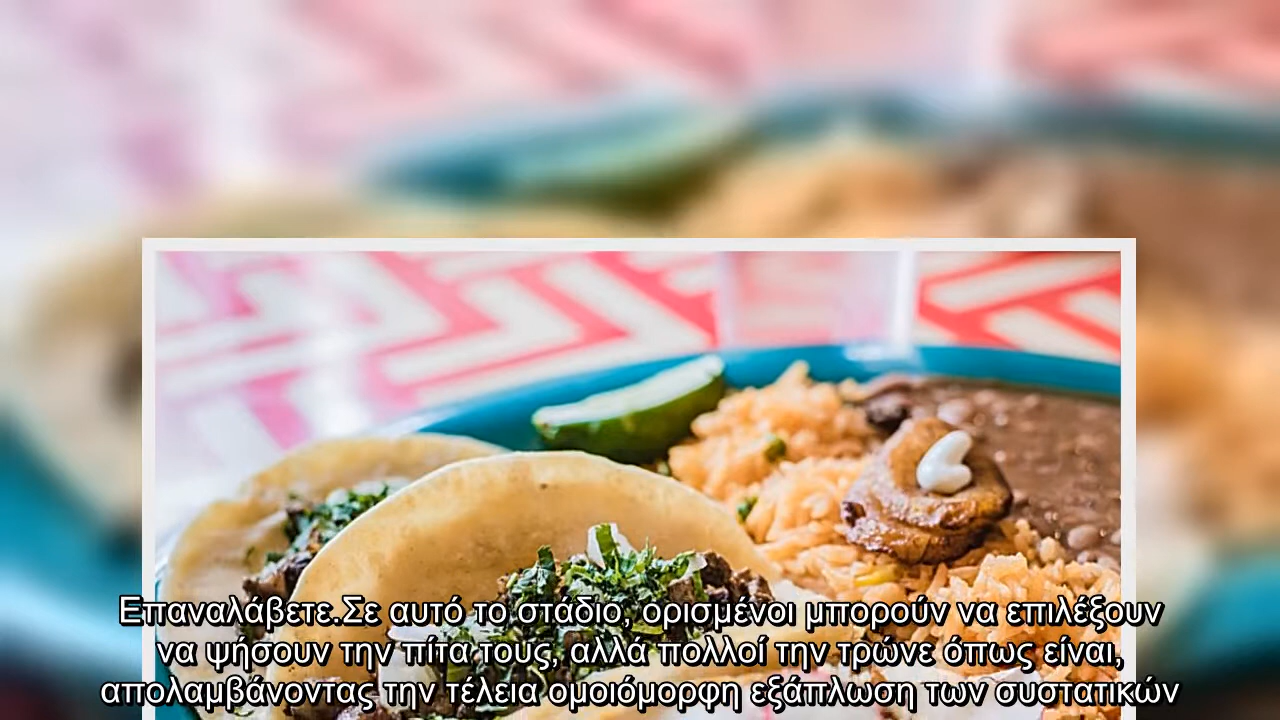 Επαναλάβετε.Σε αυτό το στάδιο, ορισμένοι μπορούν να επιλέξουν
να ψήσουν την πίτα τους, αλλά πολλοί την τρώνε όπως είναι,
απολαμβάνοντας την τέλεια ομοιόμορφη εξάπλωση των συστατικών